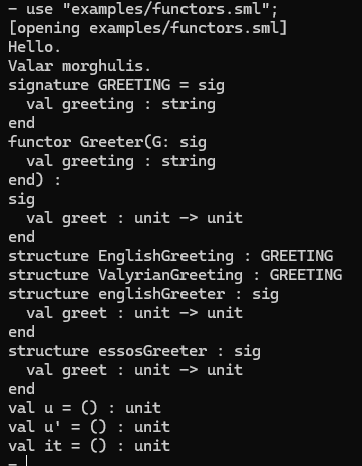 - use "examples/functors.sml";
[opening examples/functors.sml]
Hello.
Valar morghulis.
signature GREETING = sig
  val greeting : string
end
functor Greeter(G: sig
  val greeting : string
end) :
sig
  val greet : unit -> unit
end
structure EnglishGreeting : GREETING
structure ValyrianGreeting : GREETING
structure englishGreeter : sig
  val greet : unit -> unit
end
structure essosGreeter : sig
  val greet : unit -> unit
end
val u = () : unit
val u' = () : unit
val it = () : unit
-